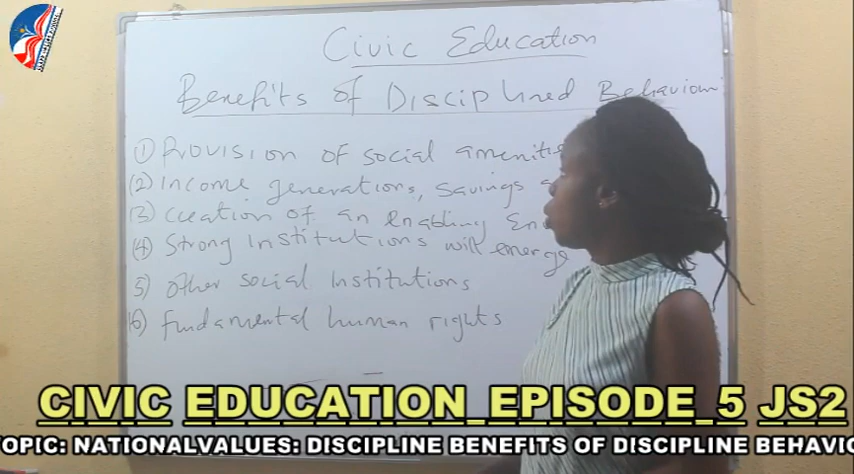 Civic Education
Benefits of Disciplined Behaviour
(1) Provision of social amenities
(2) Income generations, savings
(3) Creation of an enabling
(4) Strong institutions will emerge
5) Other social institutions
(6) Fundamental human rights
CIVIC EDUCATION_EPISODE_5 JS2
TOPIC: NATIONALVALUES: DISCIPLINE BENEFITS OF DISCIPLINE BEHAVIO